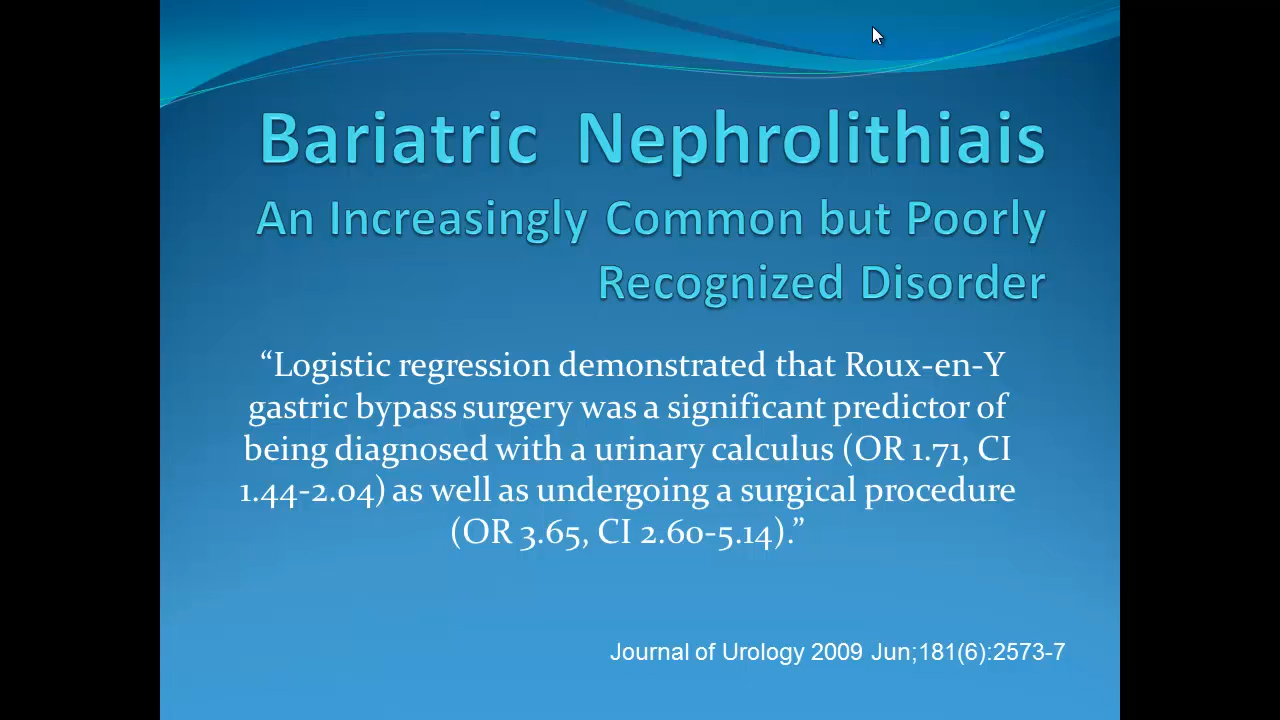 Bariatric Nephrolithiais
An Increasingly Common but Poorly
Recognized Disorder
“Logistic regression demonstrated that Roux-en-Y
gastric bypass surgery was a significant predictor of
being diagnosed with a urinary calculus (OR 1.71, CI
1.44-2.04) as well as undergoing a surgical procedure
(OR 3.65, CI 2.60-5.14).”
Journal of Urology 2009 Jun;181(6):2573-7